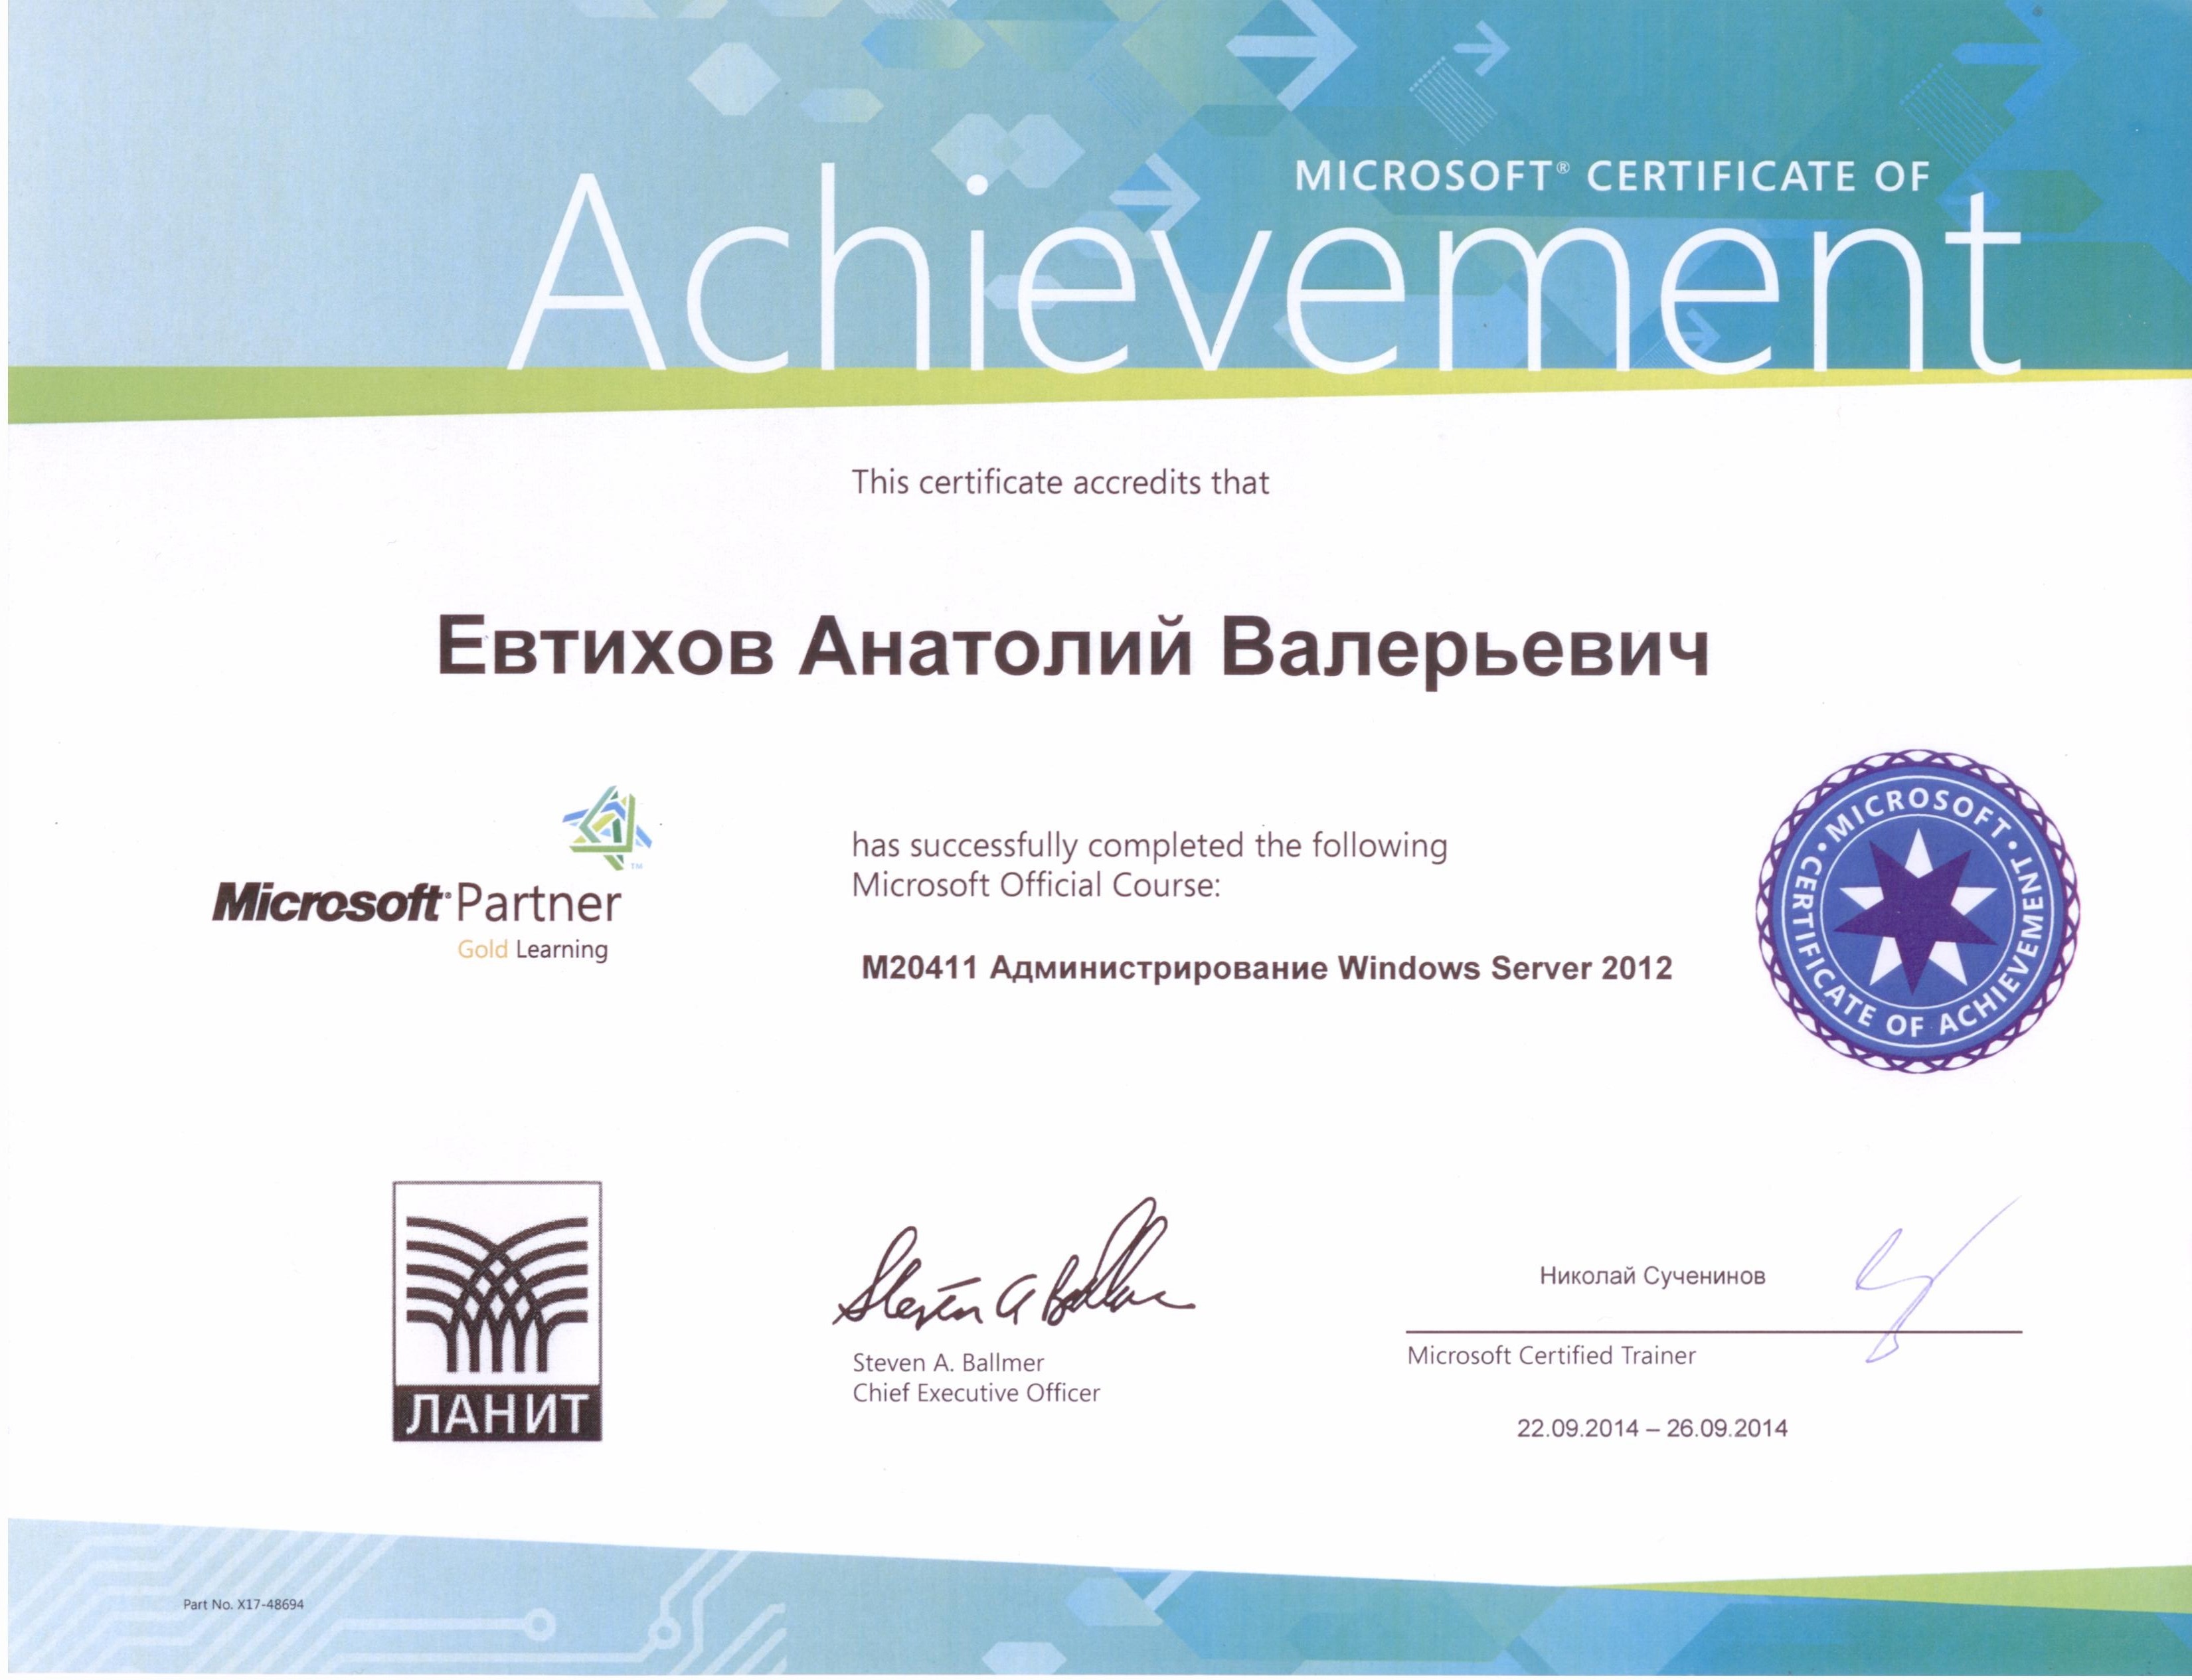 MICROSOFT® CERTIFICATE OF
Achievement
This certificate accredits that
Евтихов Анатолий Валерьевич
Microsoft® Partner
Gold Learning
has successfully completed the following
Microsoft Official Course:
M20411 Администрирование Windows Server 2012
• MICROSOFT •
CERTIFICATE OF ACHIEVEMENT
ЛАНИТ
Steven A Ballmer
Steven A. Ballmer
Chief Executive Officer
Николай Сученинов
Microsoft Certified Trainer
22.09.2014 – 26.09.2014
Part No. X17-48694